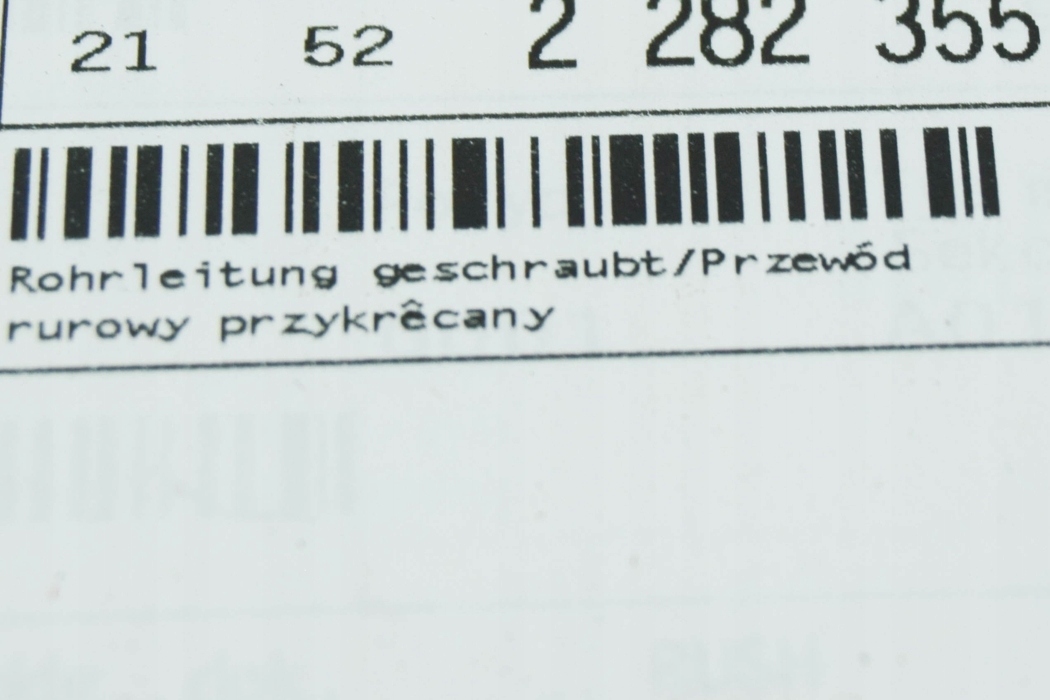 21 52 2 282 355
Rohrleitung geschraubt/Przewód
rurowy przykrêcany